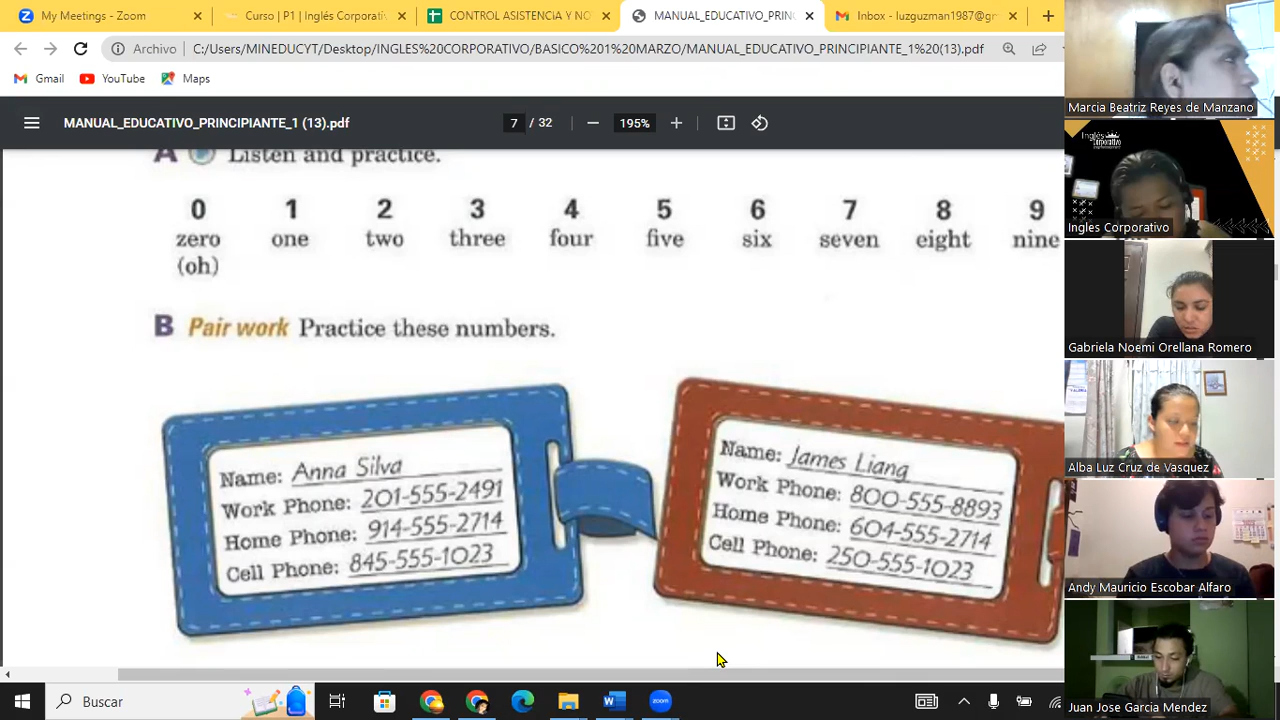 My Meetings - Zoom
Curso | P1 | Inglés Corporativ
CONTROL ASISTENCIA Y NO
MANUAL_EDUCATIVO_PRINC
Inbox - luzguzman1987@gm
Archivo
C:/Users/MINEDUCYT/Desktop/INGLES%20CORPORATIVO/BASICO%201%20MARZO/MANUAL_EDUCATIVO_PRINCIPIANTE_1%20(13).pdf
Gmail
YouTube
Maps
MANUAL_EDUCATIVO_PRINCIPIANTE_1 (13).pdf
7 / 32
195%
A Listen and practice.
0 1 2 3 4 5 6 7 8 9
zero one two three four five six seven eight nine
(oh)
B Pair work Practice these numbers.
Name: Anna Silva
Work Phone: 201-555-2491
Home Phone: 914-555-2714
Cell Phone: 845-555-1023
Name: James Liang
Work Phone: 800-555-8893
Home Phone: 604-555-2714
Cell Phone: 250-555-1023
Marcia Beatriz Reyes de Manzano
Inglés
Corporativo
Ingles Corporativo
Gabriela Noemi Orellana Romero
Alba Luz Cruz de Vasquez
Andy Mauricio Escobar Alfaro
Juan Jose Garcia Mendez
Buscar
zoom